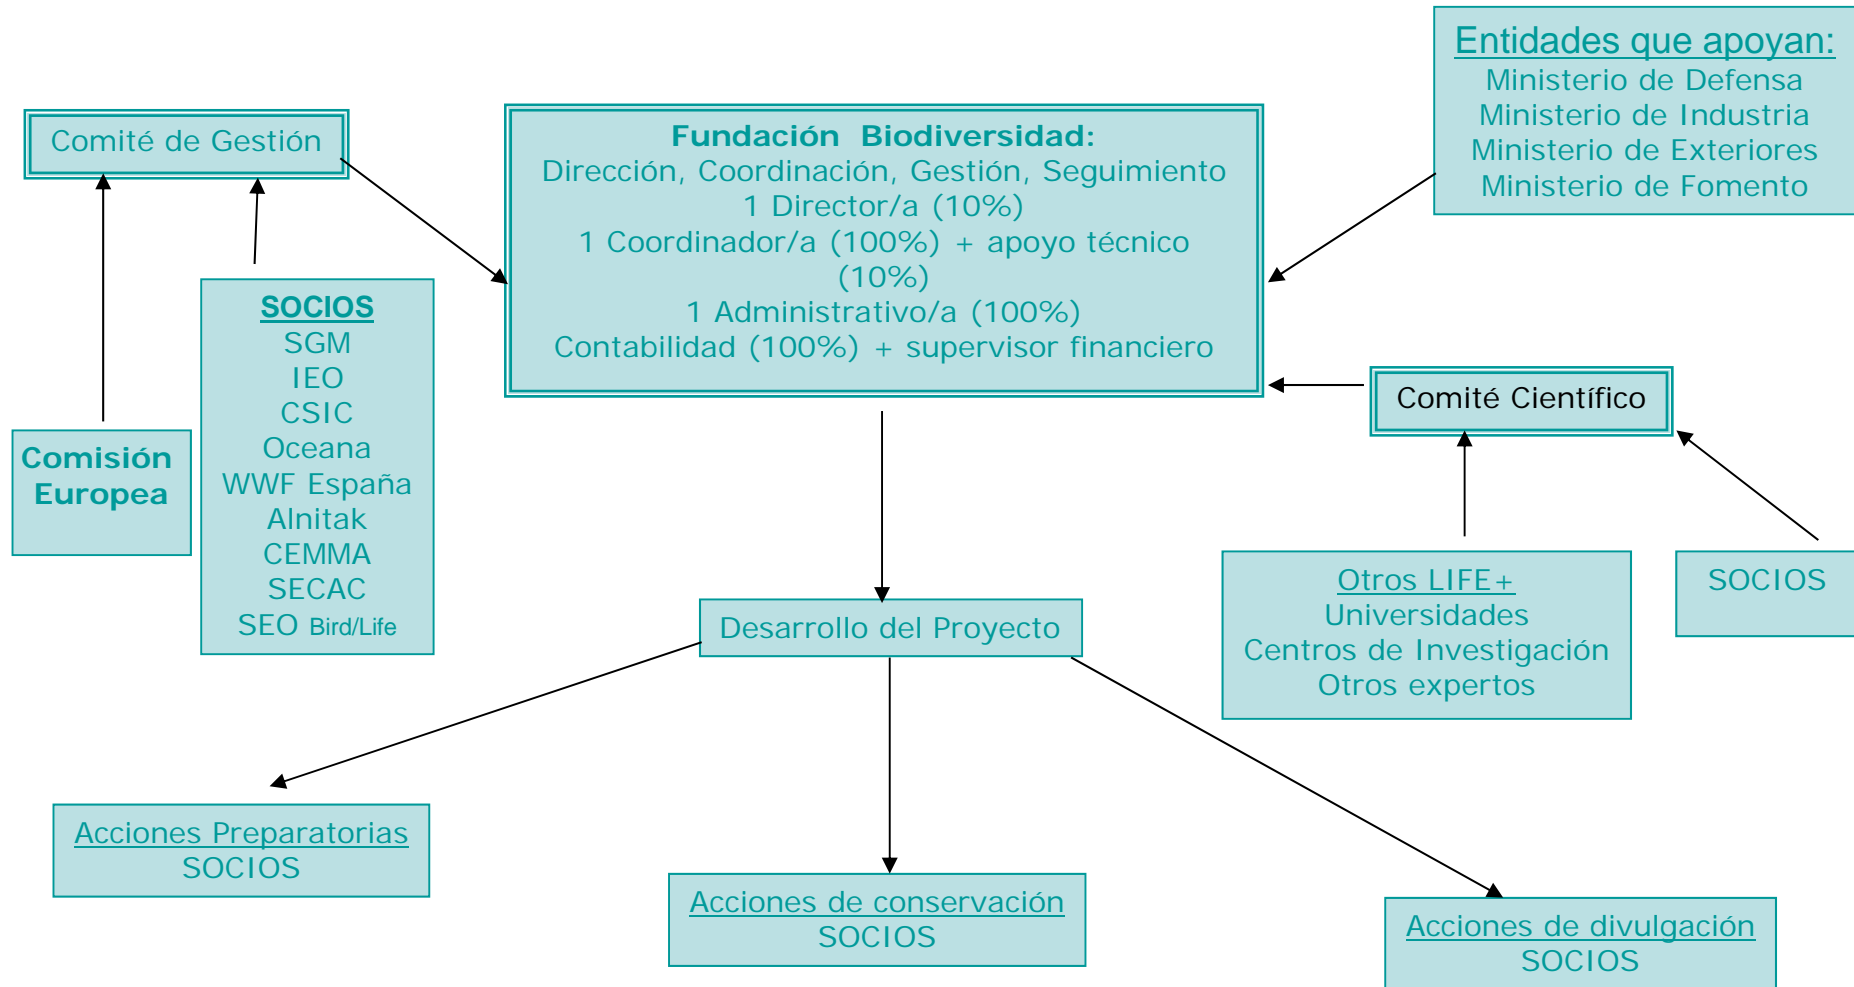 Entidades que apoyan:
Ministerio de Defensa
Ministerio de Industria
Ministerio de Exteriores
Ministerio de Fomento
Comité de Gestión
Fundación Biodiversidad:
Dirección, Coordinación, Gestión, Seguimiento
1 Director/a (10%)
1 Coordinador/a (100%) + apoyo técnico
(10%)
1 Administrativo/a (100%)
Contabilidad (100%) + supervisor financiero
SOCIOS
SGM
IEO
CSIC
Oceana
WWF España
Alnitak
CEMMA
SECAC
SEO Bird/Life
Comisión
Europea
Comité Científico
Otros LIFE+
Universidades
Centros de Investigación
Otros expertos
SOCIOS
Desarrollo del Proyecto
Acciones Preparatorias
SOCIOS
Acciones de conservación
SOCIOS
Acciones de divulgación
SOCIOS